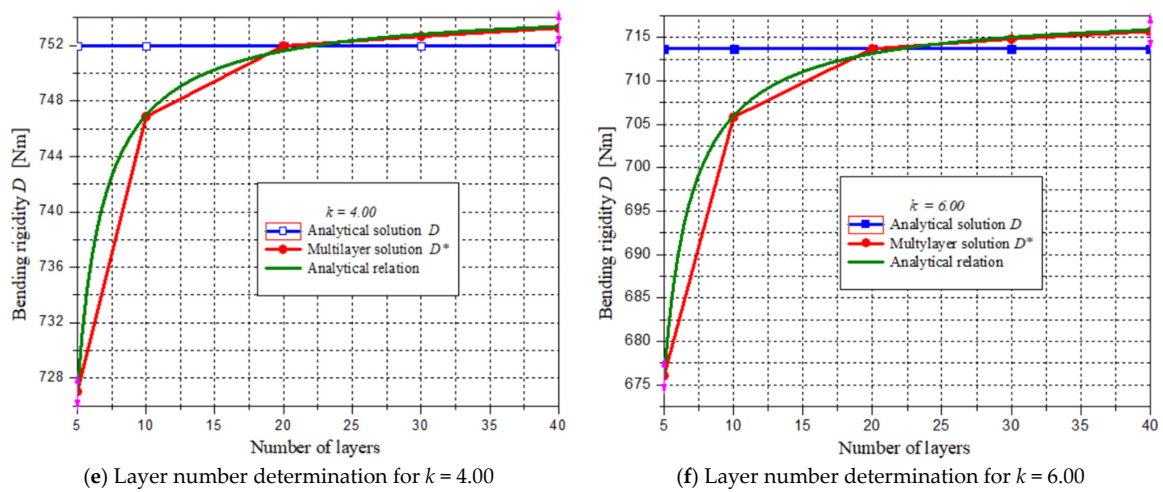 752
748
744
740
736
732
728
Bending rigidity D [Nm]
k = 4.00
Analytical solution D
Multilayer solution D*
Analytical relation
5 10 15 20 25 30 35 40
Number of layers
(e) Layer number determination for k = 4.00
715
710
705
700
695
690
685
680
675
Bending rigidity D [Nm]
k = 6.00
Analytical solution D
Multylayer solution D*
Analytical relation
5 10 15 20 25 30 35 40
Number of layers
(f) Layer number determination for k = 6.00